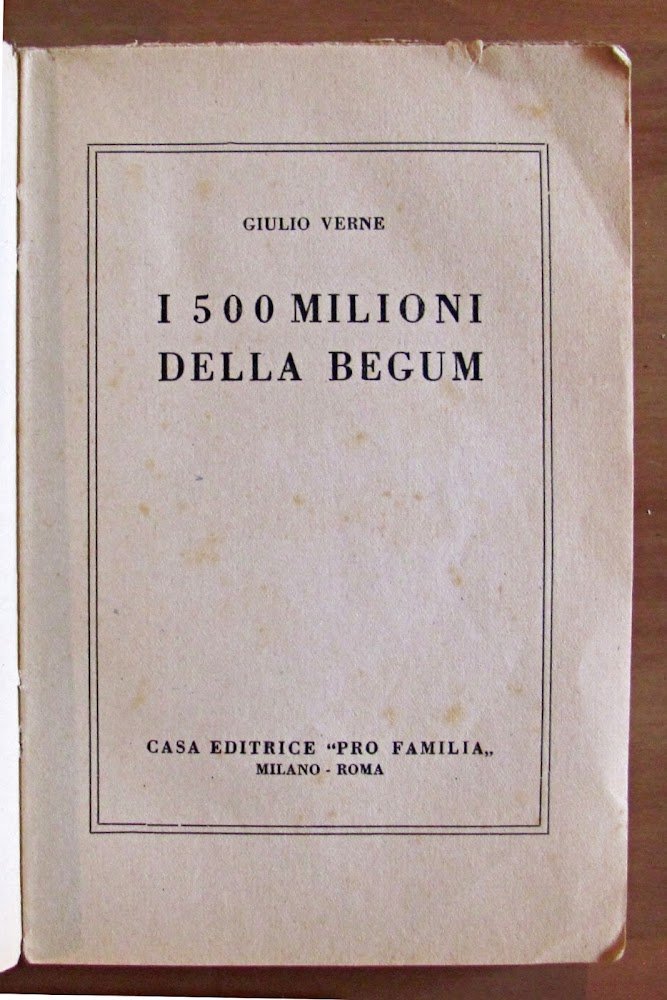 GIULIO VERNE
I 500 MILIONI
DELLA BEGUM
CASA EDITRICE “PRO FAMILIA„
MILANO - ROMA